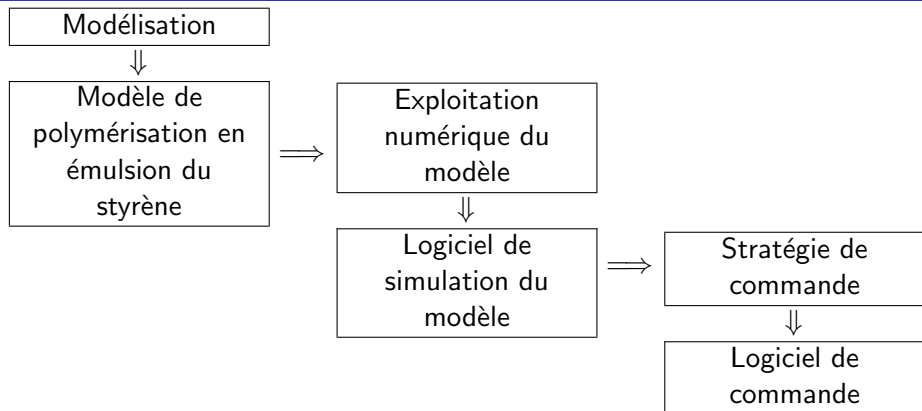 Modélisation
⇓
Modèle de
polymérisation en
émulsion du
styrène
⟹
Exploitation
numérique du
modèle
⇓
Logiciel de
simulation du
modèle
⟹
Stratégie de
commande
⇓
Logiciel de
commande